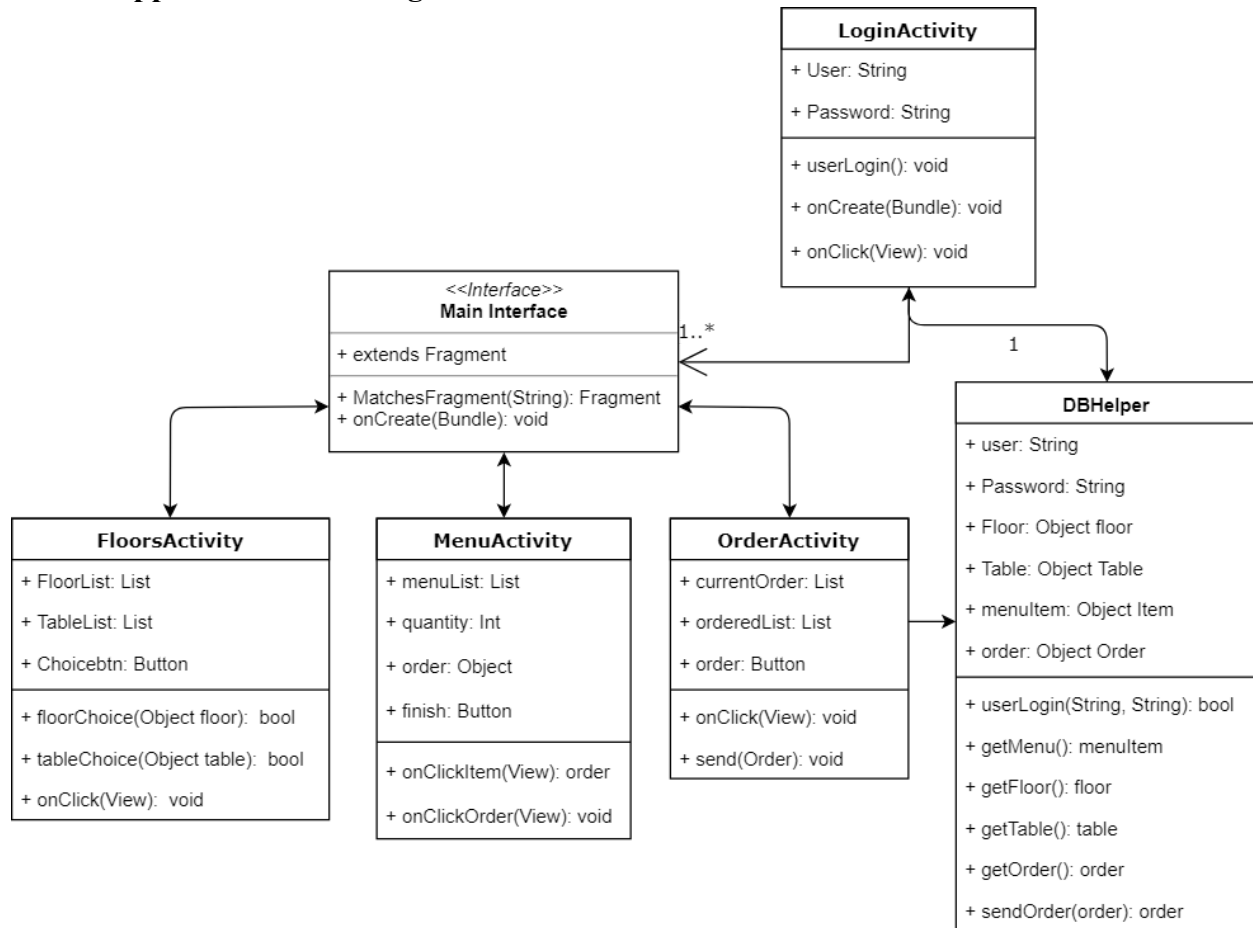 LoginActivity
+ User: String
+ Password: String
+ userLogin(): void
+ onCreate(Bundle): void
+ onClick(View): void
<<Interface>>
Main Interface
+ extends Fragment
+ MatchesFragment(String): Fragment
+ onCreate(Bundle): void
1..*
1
FloorsActivity
+ FloorList: List
+ TableList: List
+ Choicebtn: Button
+ floorChoice(Object floor): bool
+ tableChoice(Object table): bool
+ onClick(View): void
MenuActivity
+ menuList: List
+ quantity: Int
+ order: Object
+ finish: Button
+ onClickItem(View): order
+ onClickOrder(View): void
OrderActivity
+ currentOrder: List
+ orderedList: List
+ order: Button
+ onClick(View): void
+ send(Order): void
DBHelper
+ user: String
+ Password: String
+ Floor: Object floor
+ Table: Object Table
+ menuItem: Object Item
+ order: Object Order
+ userLogin(String, String): bool
+ getMenu(): menuItem
+ getFloor(): floor
+ getTable(): table
+ getOrder(): order
+ sendOrder(order): order